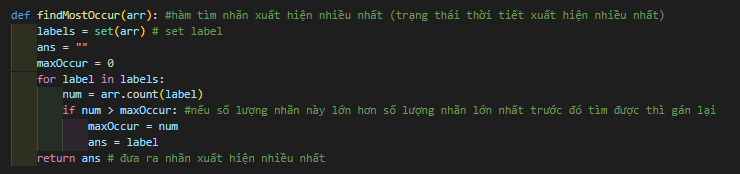 def findMostOccur(arr): #hàm tìm nhãn xuất hiện nhiều nhất (trạng thái thời tiết xuất hiện nhiều nhất)
    labels = set(arr) # set label
    ans = ""
    maxOccur = 0
    for label in labels:
        num = arr.count(label)
        if num > maxOccur: #nếu số lượng nhãn này lớn hơn số lượng nhãn lớn nhất trước đó tìm được thì gán lại
            maxOccur = num
            ans = label
    return ans # đưa ra nhãn xuất hiện nhiều nhất